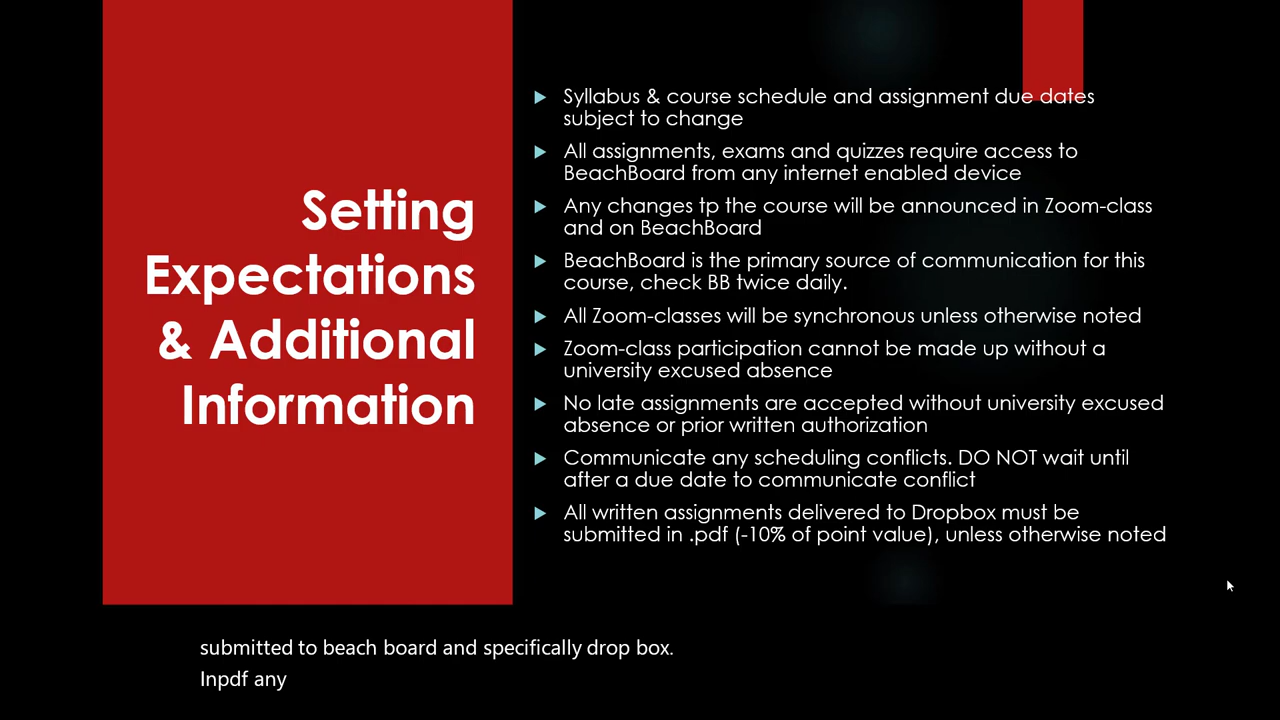 Setting
Expectations
& Additional
Information
Syllabus & course schedule and assignment due dates
subject to change
All assignments, exams and quizzes require access to
BeachBoard from any internet enabled device
Any changes tp the course will be announced in Zoom-class
and on BeachBoard
BeachBoard is the primary source of communication for this
course, check BB twice daily.
All Zoom-classes will be synchronous unless otherwise noted
Zoom-class participation cannot be made up without a
university excused absence
No late assignments are accepted without university excused
absence or prior written authorization
Communicate any scheduling conflicts. DO NOT wait until
after a due date to communicate conflict
All written assignments delivered to Dropbox must be
submitted in .pdf (-10% of point value), unless otherwise noted
submitted to beach board and specifically drop box.
Inpdf any